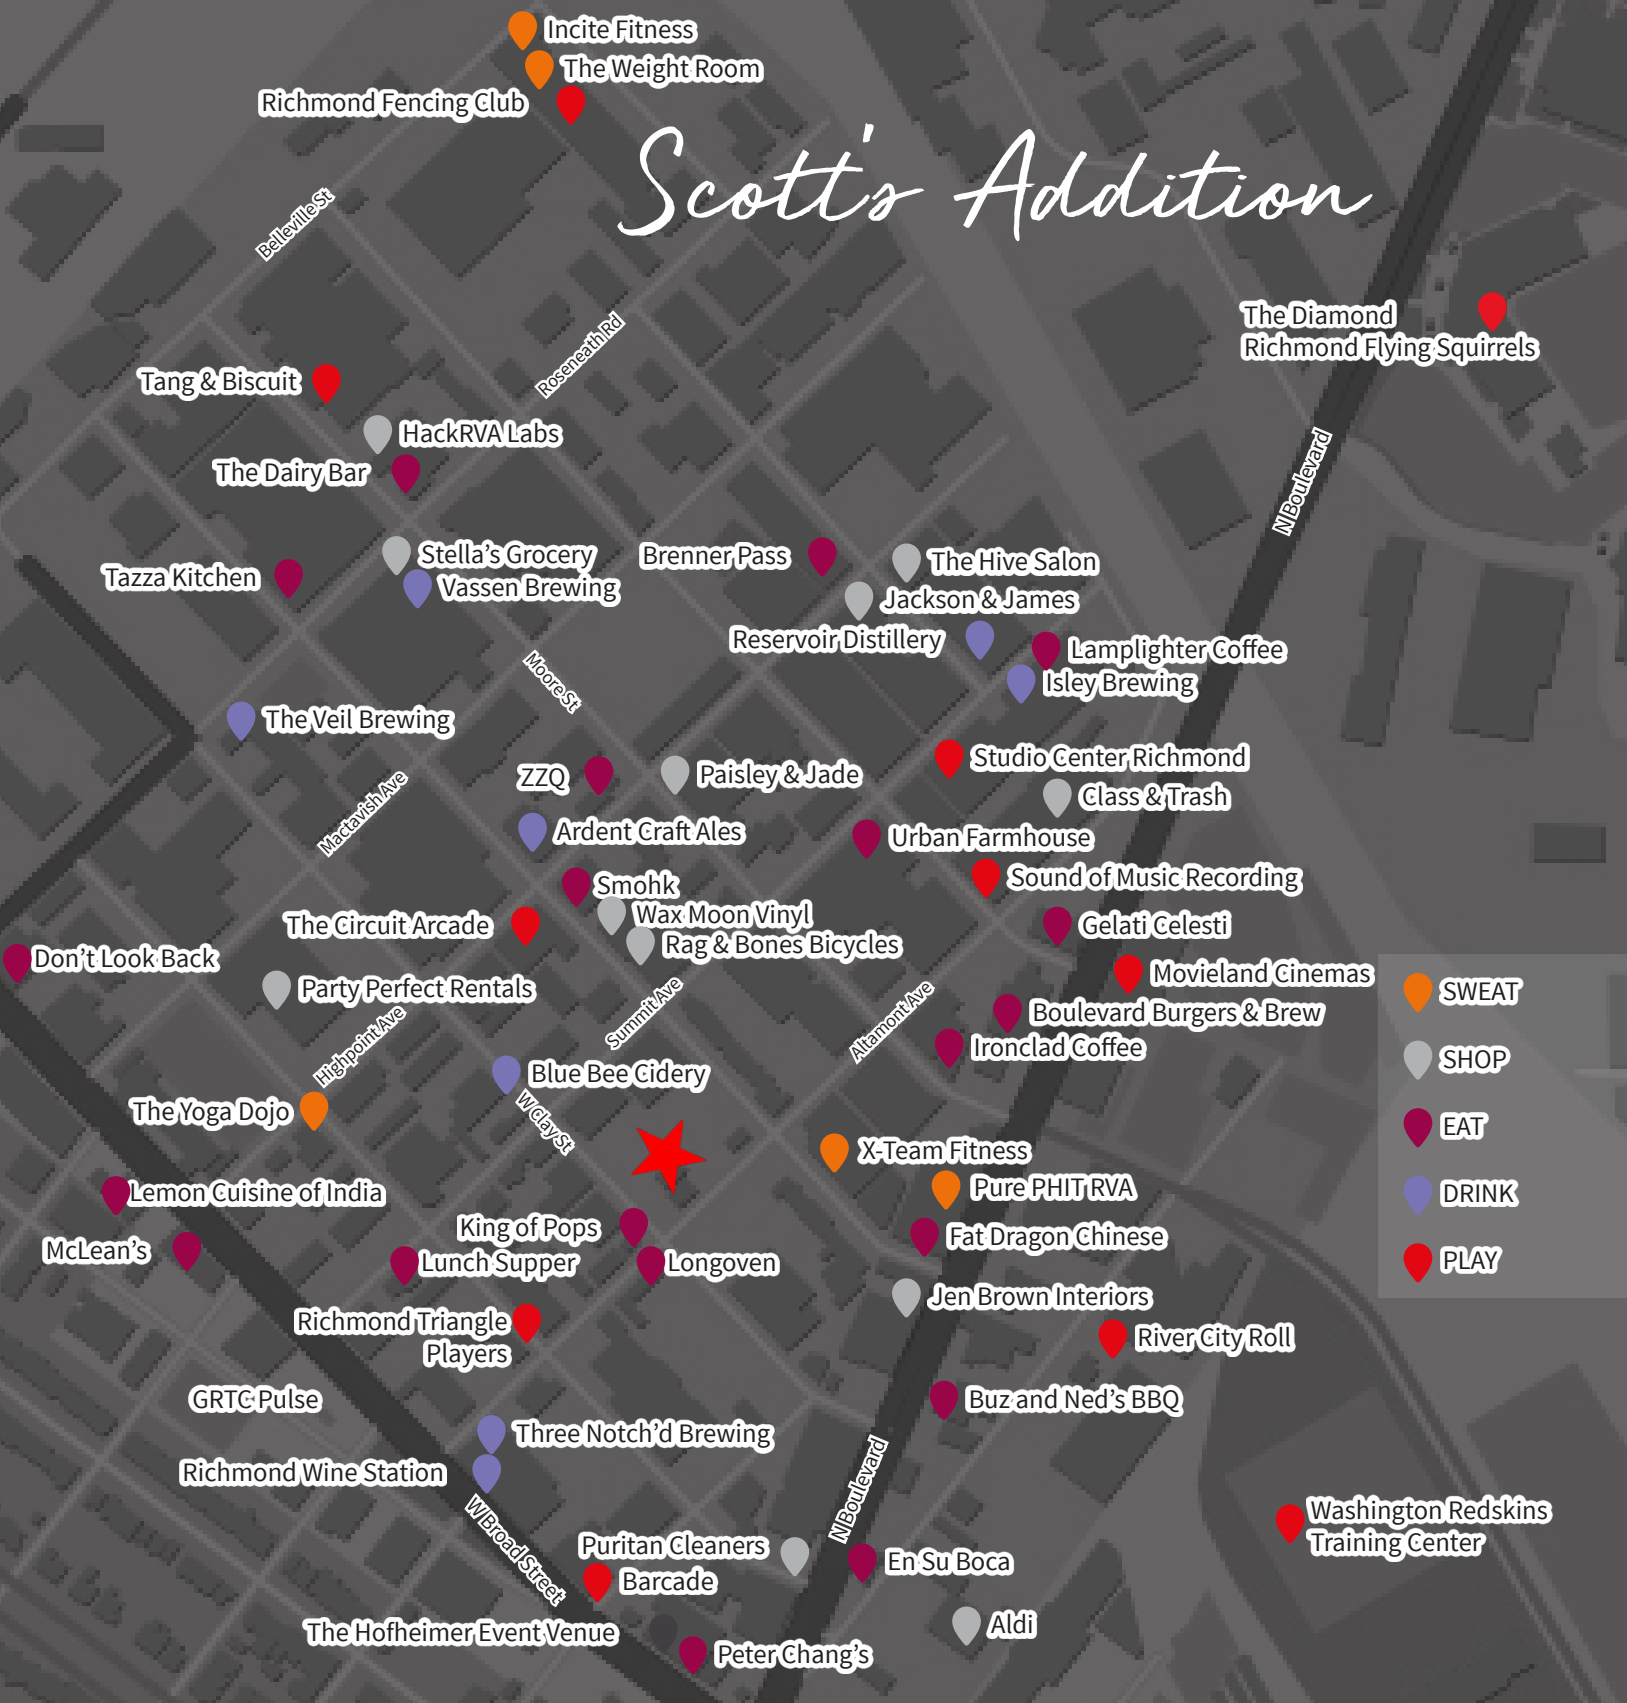 Incite Fitness
The Weight Room
Richmond Fencing Club
Scott's Addition
Belleville St
The Diamond
Richmond Flying Squirrels
Roseneath Rd
Tang & Biscuit
HackRVA Labs
The Dairy Bar
N Boulevard
Stella's Grocery
Brenner Pass
The Hive Salon
Tazza Kitchen
Vassen Brewing
Jackson & James
Reservoir Distillery
Lamplighter Coffee
Isley Brewing
Moore St
The Veil Brewing
Studio Center Richmond
ZZQ
Paisley & Jade
Class & Trash
Mactavish Ave
Ardent Craft Ales
Urban Farmhouse
Smohk
Sound of Music Recording
Wax Moon Vinyl
The Circuit Arcade
Gelati Celesti
Rag & Bones Bicycles
Don't Look Back
Movieland Cinemas
Party Perfect Rentals
SWEAT
Summit Ave
Altamont Ave
Boulevard Burgers & Brew
Highpoint Ave
Ironclad Coffee
SHOP
Blue Bee Cidery
The Yoga Dojo
W Clay St
EAT
X-Team Fitness
Pure PHIT RVA
Lemon Cuisine of India
DRINK
King of Pops
Fat Dragon Chinese
McLean's
Lunch Supper
Longoven
PLAY
Jen Brown Interiors
Richmond Triangle
Players
River City Roll
GRTC Pulse
Buz and Ned's BBQ
Three Notch'd Brewing
Richmond Wine Station
N Boulevard
W Broad Street
Washington Redskins
Training Center
Puritan Cleaners
En Su Boca
Barcade
Aldi
The Hofheimer Event Venue
Peter Chang's